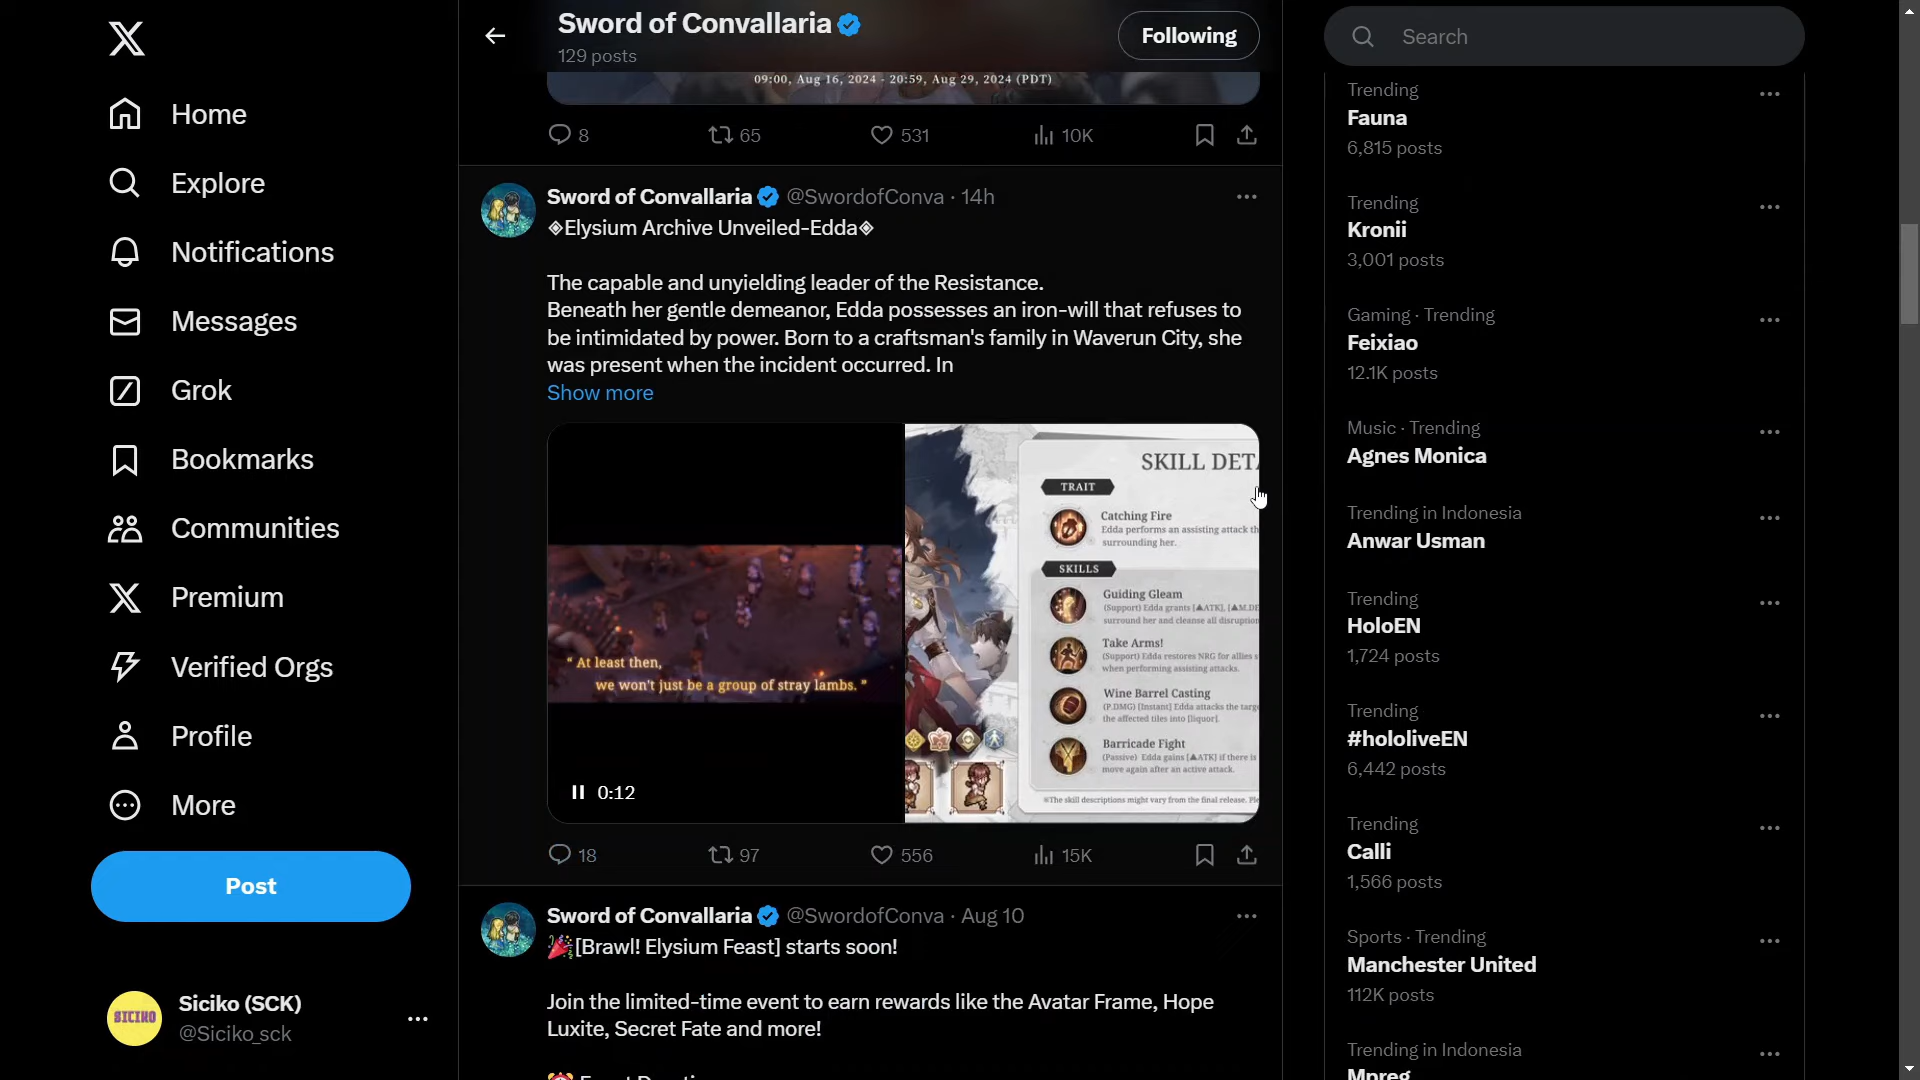 Home
Explore
Notifications
Messages
Grok
Bookmarks
Communities
Premium
Verified Orgs
Profile
More
Post
SICIKO
Siciko (SCK)
@Siciko_sck
Sword of Convallaria
129 posts
Following
09:00, Aug 16, 2024 - 20:59, Aug 29, 2024 (PDT)
8 65 531 10K
Sword of Convallaria @SwordofConva · 14h
◈Elysium Archive Unveiled-Edda◈
The capable and unyielding leader of the Resistance.
Beneath her gentle demeanor, Edda possesses an iron-will that refuses to
be intimidated by power. Born to a craftsman's family in Waverun City, she
was present when the incident occurred. In
Show more
“ At least then,
we won't just be a group of stray lambs. ”
0:12
SKILL DETA
TRAIT
Catching Fire
Edda performs an assisting attack th
surrounding her.
SKILLS
Guiding Gleam
(Support) Edda grants [▲ATK], [▲M.DE
surround her and cleanse all disruption
Take Arms!
(Support) Edda restores NRG for allies s
when performing assisting attacks.
Wine Barrel Casting
(P.DMG) [Instant] Edda attacks the targe
the affected tiles into [liquor].
Barricade Fight
(Passive) Edda gains [▲ATK] if there is
move again after an active attack.
※The skill descriptions might vary from the final release. Ple
18 97 556 15K
Sword of Convallaria @SwordofConva · Aug 10
🎉[Brawl! Elysium Feast] starts soon!
Join the limited-time event to earn rewards like the Avatar Frame, Hope
Luxite, Secret Fate and more!
Search
Trending
Fauna
6,815 posts
Trending
Kronii
3,001 posts
Gaming · Trending
Feixiao
12.1K posts
Music · Trending
Agnes Monica
Trending in Indonesia
Anwar Usman
Trending
HoloEN
1,724 posts
Trending
#hololiveEN
6,442 posts
Trending
Calli
1,566 posts
Sports · Trending
Manchester United
112K posts
Trending in Indonesia
Mpreg